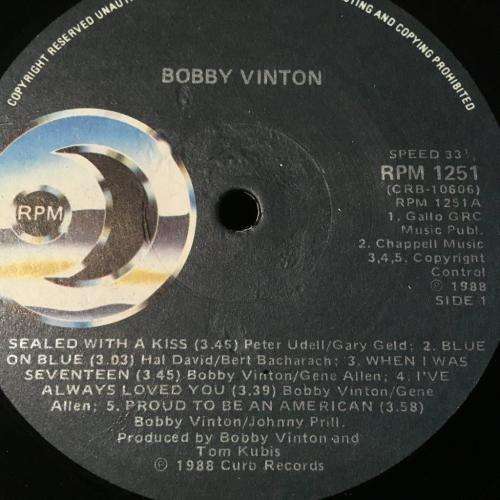 COPYRIGHT RESERVED UNAU
TING AND COPYING PROHIBITED
BOBBY VINTON
SPEED 33⅓
RPM 1251
(CRB-10606)
RPM 1251A
1, Gallo GRC
Music Publ.
2. Chappell Music
3,4,5. Copyright
Control
℗ 1988
SIDE 1
RPM
SEALED WITH A KISS (3.45) Peter Udell/Gary Geld; 2. BLUE
ON BLUE (3.03) Hal David/Bert Bacharach; 3. WHEN I WAS
SEVENTEEN (3.45) Bobby Vinton/Gene Allen; 4. I'VE
ALWAYS LOVED YOU (3.39) Bobby Vinton/Gene
Allen; 5. PROUD TO BE AN AMERICAN (3.58)
Bobby Vinton/Johnny Prill.
Produced by Bobby Vinton and
Tom Kubis
℗ 1988 Curb Records